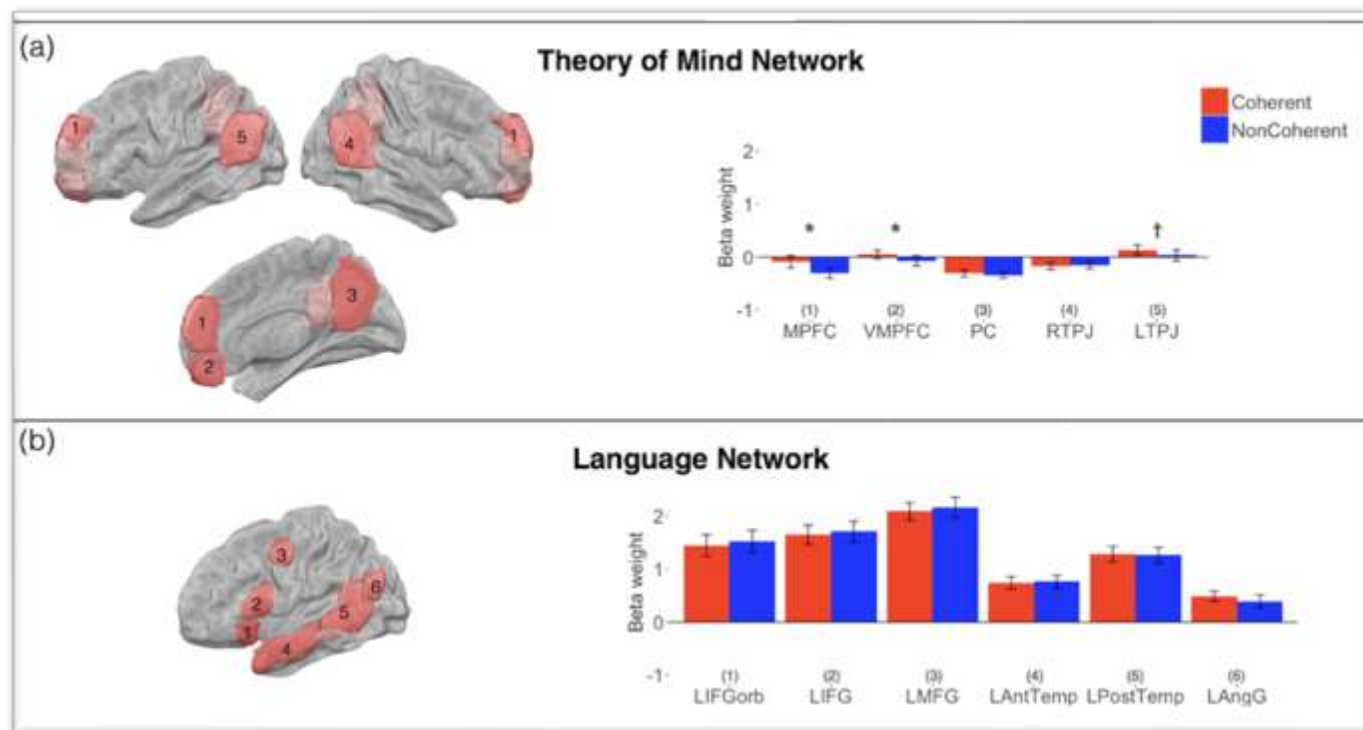 (a)
Theory of Mind Network
1
5
4
1
1
2
3
Coherent
NonCoherent
Beta weight
2
1
0
-1
*
*
†
(1) (2) (3) (4) (5)
MPFC VMPFC PC RTPJ LTPJ
(b)
Language Network
3
2
1
4
5
6
Beta weight
2
1
0
-1
(1) (2) (3) (4) (5) (6)
LIFGorb LIFG LMFG LAntTemp LPostTemp LAngG